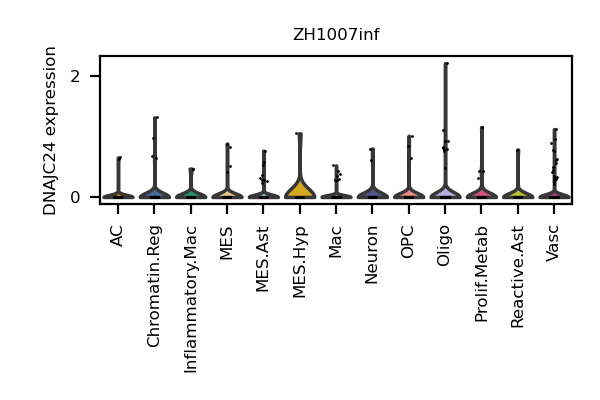 ZH1007inf
DNAJC24 expression
2
0
AC
Chromatin.Reg
Inflammatory.Mac
MES
MES.Ast
MES.Hyp
Mac
Neuron
OPC
Oligo
Prolif.Metab
Reactive.Ast
Vasc